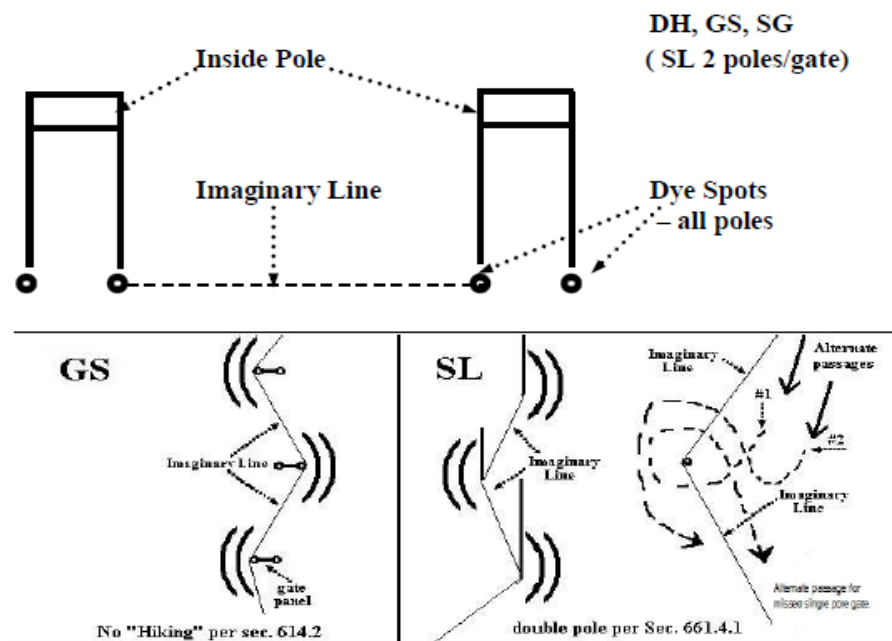 DH, GS, SG
( SL 2 poles/gate)
Inside Pole
Imaginary Line
Dye Spots
– all poles
GS
Imaginary Line
gate
panel
No "Hiking" per sec. 614.2
SL
Imaginary
Line
Imaginary
Line
Alternate
passages
#1
#2
Imaginary
Line
Alternate passage for
missed single pole gate.
double pole per Sec. 661.4.1